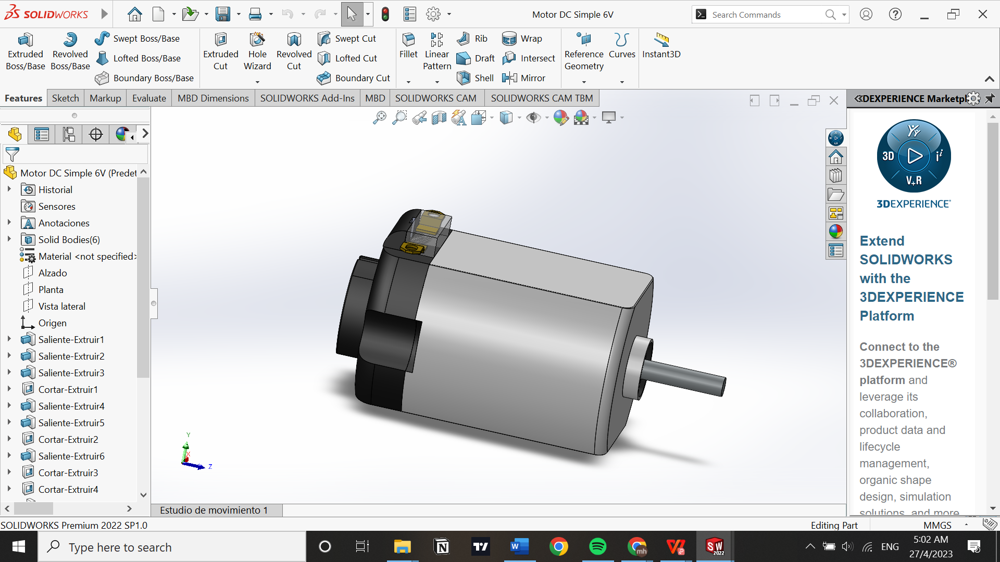 SOLIDWORKS
Motor DC Simple 6V
Search Commands
Extruded Boss/Base
Revolved Boss/Base
Swept Boss/Base
Lofted Boss/Base
Boundary Boss/Base
Extruded Cut
Hole Wizard
Revolved Cut
Swept Cut
Lofted Cut
Boundary Cut
Fillet
Linear Pattern
Rib
Draft
Shell
Wrap
Intersect
Mirror
Reference Geometry
Curves
Instant3D
Features
Sketch
Markup
Evaluate
MBD Dimensions
SOLIDWORKS Add-Ins
MBD
SOLIDWORKS CAM
SOLIDWORKS CAM TBM
Motor DC Simple 6V (Predet
Historial
Sensores
Anotaciones
Solid Bodies(6)
Material <not specified>
Alzado
Planta
Vista lateral
Origen
Saliente-Extruir1
Saliente-Extruir2
Saliente-Extruir3
Cortar-Extruir1
Saliente-Extruir4
Saliente-Extruir5
Cortar-Extruir2
Saliente-Extruir6
Cortar-Extruir3
Cortar-Extruir4
Y
X
Z
Estudio de movimiento 1
DEXPERIENCE Marketpl
3D
V+R
3DEXPERIENCE®
Extend
SOLIDWORKS
with the
3DEXPERIENCE
Platform
Connect to the
3DEXPERIENCE®
platform and
leverage its
collaboration,
product data and
lifecycle
management,
organic shape
design, simulation
solutions, and more
SOLIDWORKS Premium 2022 SP1.0
Editing Part
MMGS
Type here to search
ENG
5:02 AM
27/4/2023